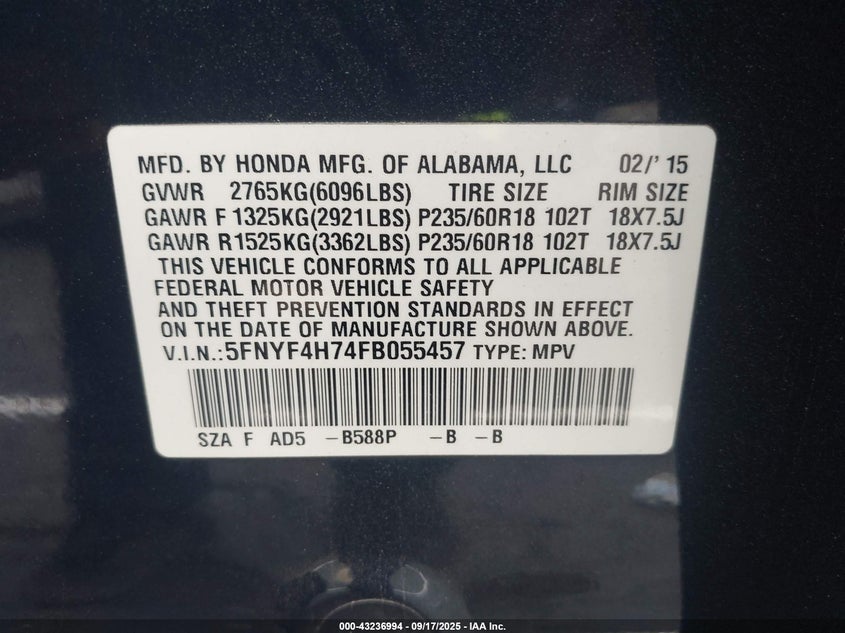 MFD. BY HONDA MFG. OF ALABAMA, LLC 02/'15
GVWR 2765KG(6096LBS) TIRE SIZE RIM SIZE
GAWR F 1325KG(2921LBS) P235/60R18 102T 18X7.5J
GAWR R1525KG(3362LBS) P235/60R18 102T 18X7.5J
THIS VEHICLE CONFORMS TO ALL APPLICABLE
FEDERAL MOTOR VEHICLE SAFETY
AND THEFT PREVENTION STANDARDS IN EFFECT
ON THE DATE OF MANUFACTURE SHOWN ABOVE.
V.I.N.:5FNYF4H74FB055457 TYPE: MPV
SZA F AD5 -B588P -B -B
000-43236994 - 09/17/2025 - IAA Inc.